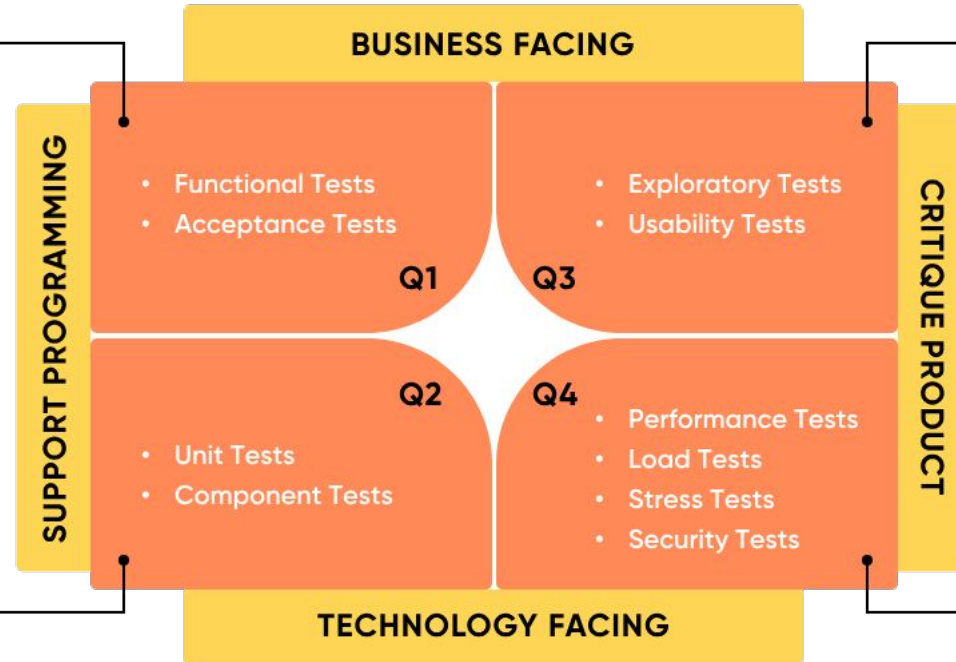 BUSINESS FACING
SUPPORT PROGRAMMING
• Functional Tests
• Acceptance Tests
Q1
• Exploratory Tests
• Usability Tests
Q3
CRITIQUE PRODUCT
Q2
• Unit Tests
• Component Tests
Q4
• Performance Tests
• Load Tests
• Stress Tests
• Security Tests
TECHNOLOGY FACING